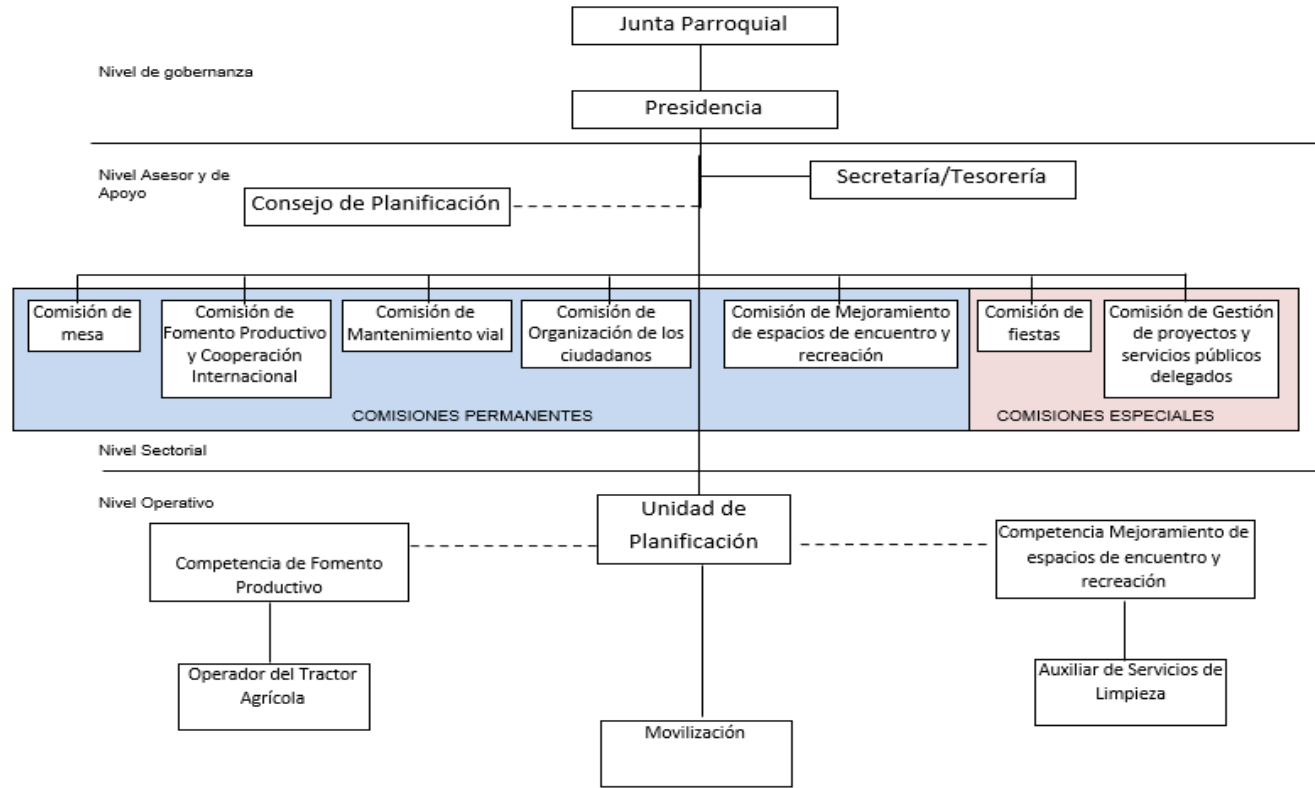 Junta Parroquial
Nivel de gobernanza
Presidencia
Nivel Asesor y de
Apoyo
Secretaría/Tesorería
Consejo de Planificación
Comisión de
mesa
Comisión de
Fomento Productivo
y Cooperación
Internacional
Comisión de
Mantenimiento vial
Comisión de
Organización de los
ciudadanos
Comisión de Mejoramiento
de espacios de encuentro y
recreación
Comisión de
fiestas
Comisión de Gestión
de proyectos y
servicios públicos
delegados
COMISIONES PERMANENTES
COMISIONES ESPECIALES
Nivel Sectorial
Nivel Operativo
Unidad de
Planificación
Competencia de Fomento
Productivo
Competencia Mejoramiento de
espacios de encuentro y
recreación
Operador del Tractor
Agrícola
Auxiliar de Servicios de
Limpieza
Movilización